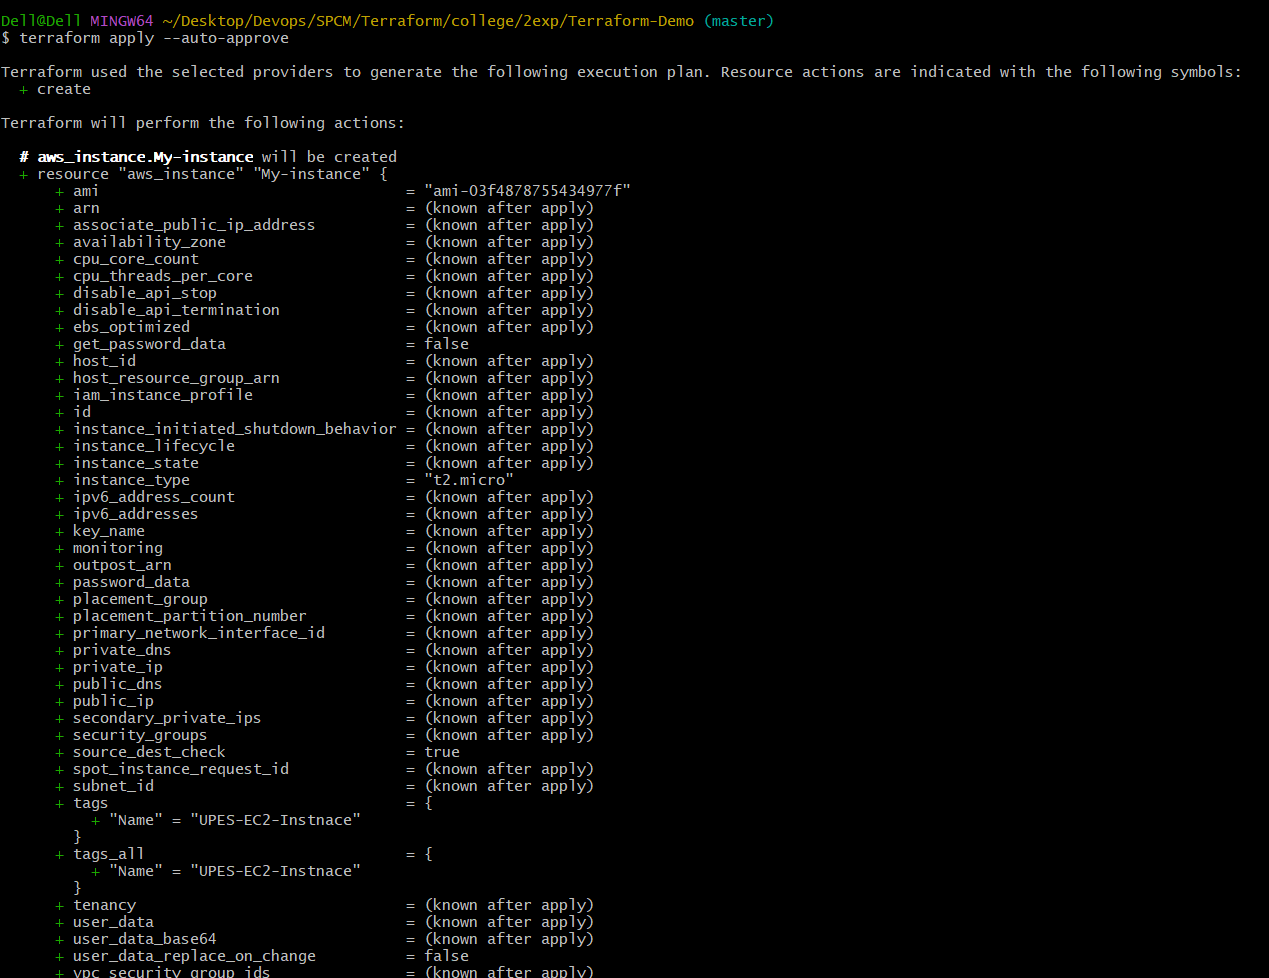 Dell@Dell MINGW64 ~/Desktop/Devops/SPCM/Terraform/college/2exp/Terraform-Demo (master)
$ terraform apply --auto-approve
Terraform used the selected providers to generate the following execution plan. Resource actions are indicated with the following symbols:
+ create
Terraform will perform the following actions:
# aws_instance.My-instance will be created
+ resource "aws_instance" "My-instance" {
+ ami = "ami-03f4878755434977f"
+ arn = (known after apply)
+ associate_public_ip_address = (known after apply)
+ availability_zone = (known after apply)
+ cpu_core_count = (known after apply)
+ cpu_threads_per_core = (known after apply)
+ disable_api_stop = (known after apply)
+ disable_api_termination = (known after apply)
+ ebs_optimized = (known after apply)
+ get_password_data = false
+ host_id = (known after apply)
+ host_resource_group_arn = (known after apply)
+ iam_instance_profile = (known after apply)
+ id = (known after apply)
+ instance_initiated_shutdown_behavior = (known after apply)
+ instance_lifecycle = (known after apply)
+ instance_state = (known after apply)
+ instance_type = "t2.micro"
+ ipv6_address_count = (known after apply)
+ ipv6_addresses = (known after apply)
+ key_name = (known after apply)
+ monitoring = (known after apply)
+ outpost_arn = (known after apply)
+ password_data = (known after apply)
+ placement_group = (known after apply)
+ placement_partition_number = (known after apply)
+ primary_network_interface_id = (known after apply)
+ private_dns = (known after apply)
+ private_ip = (known after apply)
+ public_dns = (known after apply)
+ public_ip = (known after apply)
+ secondary_private_ips = (known after apply)
+ security_groups = (known after apply)
+ source_dest_check = true
+ spot_instance_request_id = (known after apply)
+ subnet_id = (known after apply)
+ tags = {
+ "Name" = "UPES-EC2-Instnace"
}
+ tags_all = {
+ "Name" = "UPES-EC2-Instnace"
}
+ tenancy = (known after apply)
+ user_data = (known after apply)
+ user_data_base64 = (known after apply)
+ user_data_replace_on_change = false
+ vpc_security_group_ids = (known after apply)